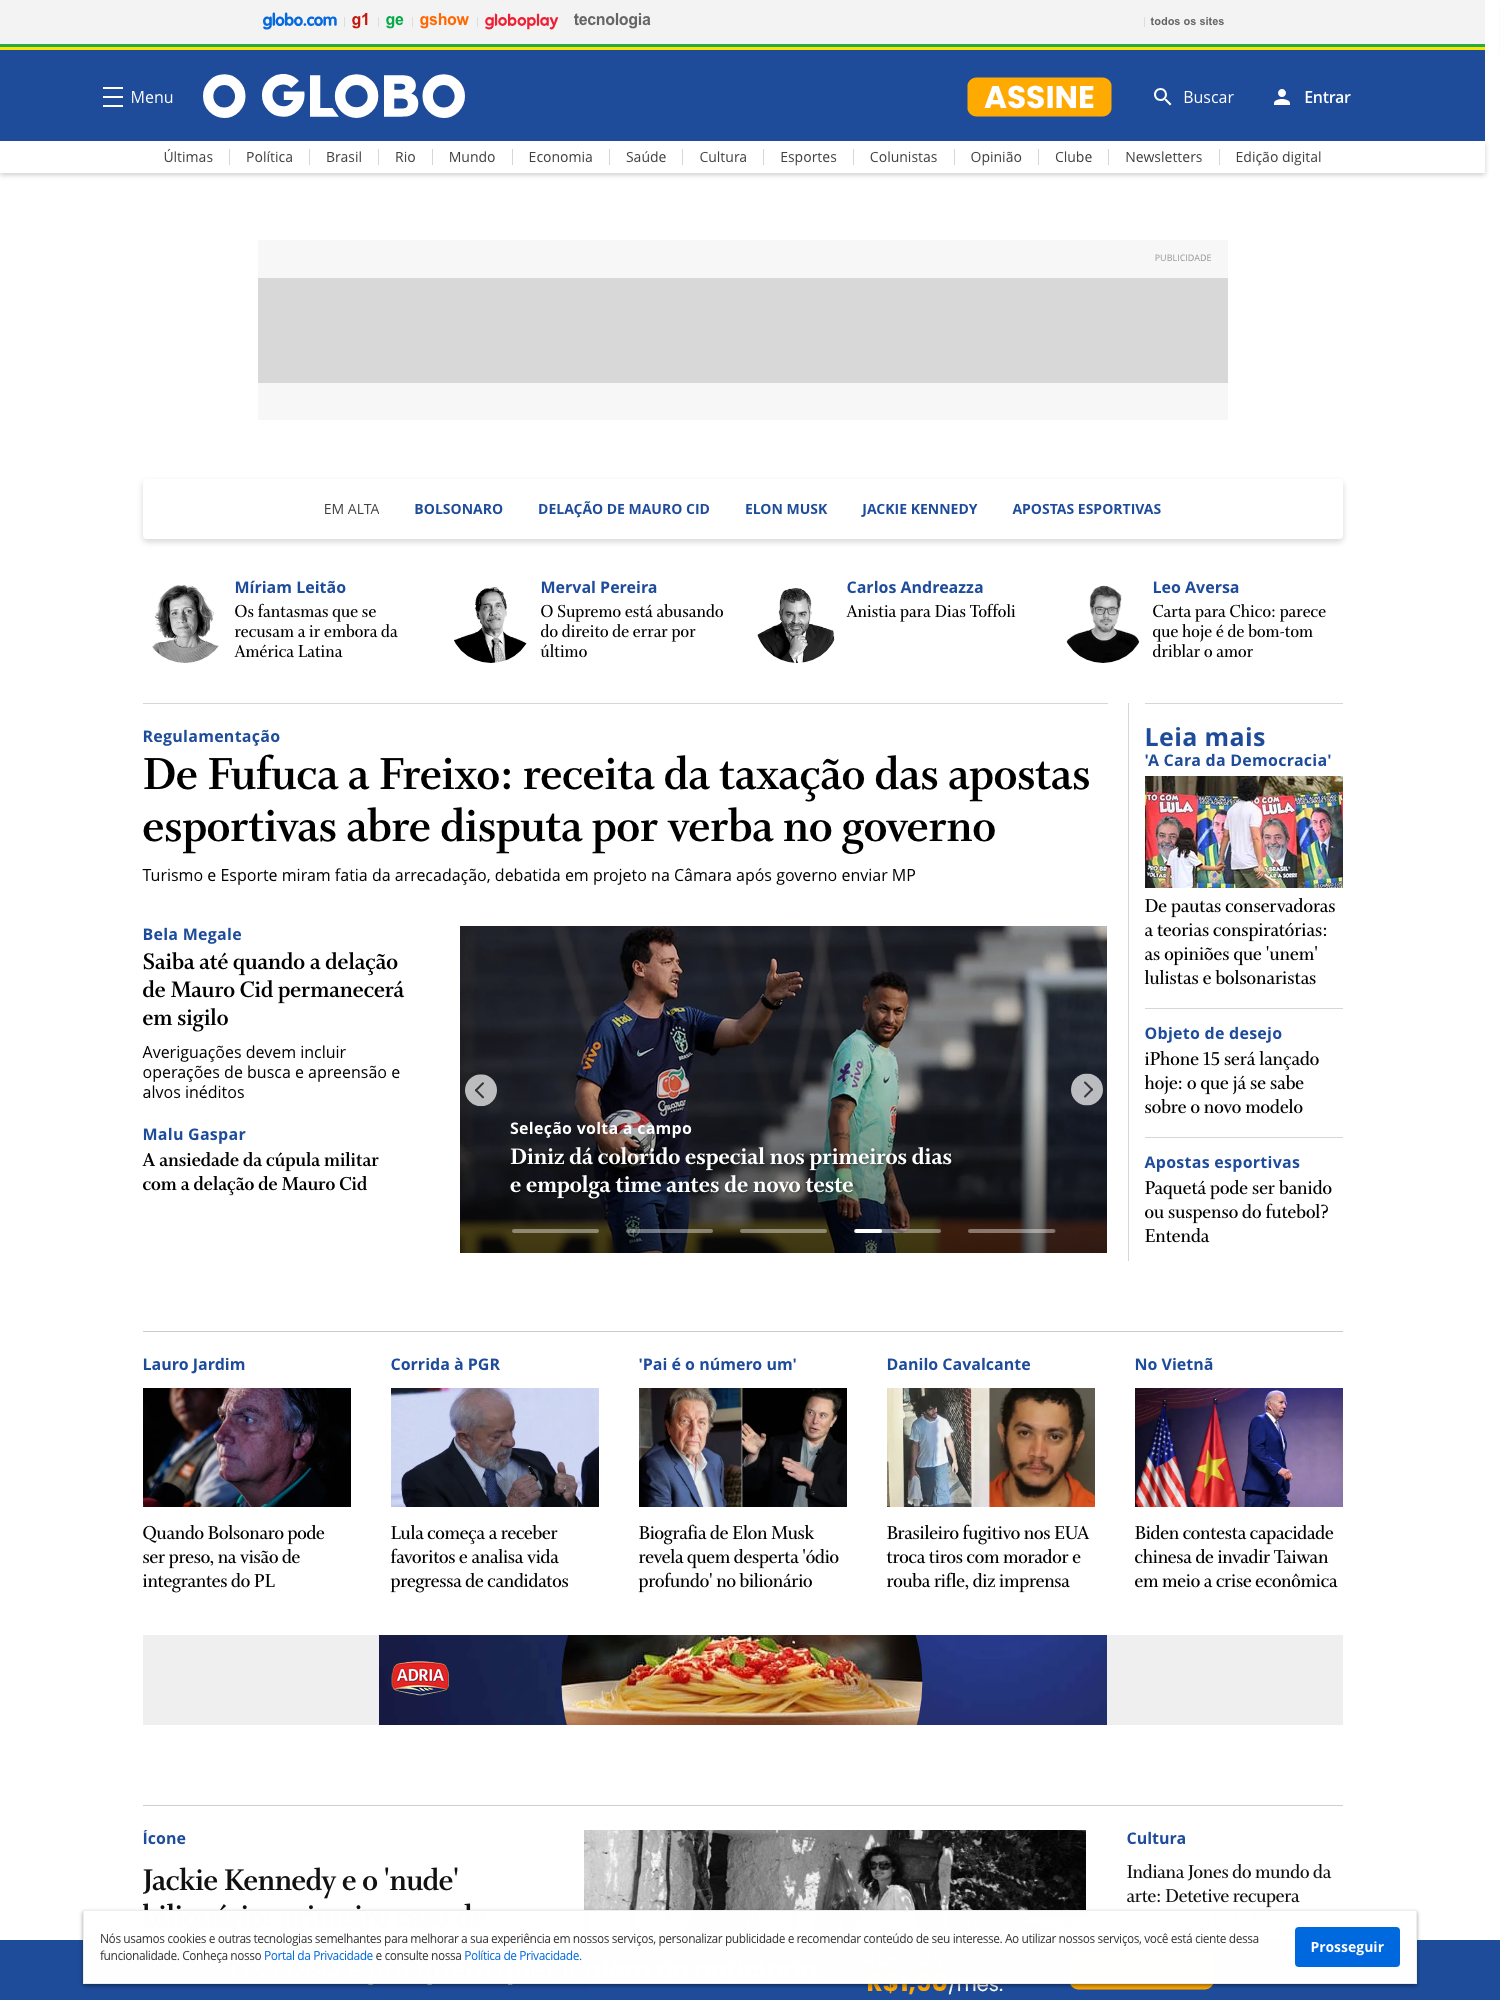 globo.com g1 ge gshow globoplay tecnologia todos os sites
Menu O GLOBO ASSINE Buscar Entrar
Últimas Política Brasil Rio Mundo Economia Saúde Cultura Esportes Colunistas Opinião Clube Newsletters Edição digital
PUBLICIDADE
EM ALTA BOLSONARO DELAÇÃO DE MAURO CID ELON MUSK JACKIE KENNEDY APOSTAS ESPORTIVAS
Míriam Leitão
Os fantasmas que se
recusam a ir embora da
América Latina
Merval Pereira
O Supremo está abusando
do direito de errar por
último
Carlos Andreazza
Anistia para Dias Toffoli
Leo Aversa
Carta para Chico: parece
que hoje é de bom-tom
driblar o amor
Regulamentação
De Fufuca a Freixo: receita da taxação das apostas
esportivas abre disputa por verba no governo
Turismo e Esporte miram fatia da arrecadação, debatida em projeto na Câmara após governo enviar MP
Bela Megale
Saiba até quando a delação
de Mauro Cid permanecerá
em sigilo
Averiguações devem incluir
operações de busca e apreensão e
alvos inéditos
Malu Gaspar
A ansiedade da cúpula militar
com a delação de Mauro Cid
Itaú
vivo
BRASIL
Guaraná
vivo
Seleção volta a campo
Diniz dá colorido especial nos primeiros dias
e empolga time antes de novo teste
Leia mais
'A Cara da Democracia'
TO COM
LULA
O COM
LULA
De pautas conservadoras
a teorias conspiratórias:
as opiniões que 'unem'
lulistas e bolsonaristas
Objeto de desejo
iPhone 15 será lançado
hoje: o que já se sabe
sobre o novo modelo
Apostas esportivas
Paquetá pode ser banido
ou suspenso do futebol?
Entenda
Lauro Jardim
Quando Bolsonaro pode
ser preso, na visão de
integrantes do PL
Corrida à PGR
Lula começa a receber
favoritos e analisa vida
pregressa de candidatos
'Pai é o número um'
Biografia de Elon Musk
revela quem desperta 'ódio
profundo' no bilionário
Danilo Cavalcante
Brasileiro fugitivo nos EUA
troca tiros com morador e
rouba rifle, diz imprensa
No Vietnã
Biden contesta capacidade
chinesa de invadir Taiwan
em meio a crise econômica
ADRIA
Ícone
Jackie Kennedy e o 'nude'
Cultura
Indiana Jones do mundo da
arte: Detetive recupera
Nós usamos cookies e outras tecnologias semelhantes para melhorar a sua experiência em nossos serviços, personalizar publicidade e recomendar conteúdo de seu interesse. Ao utilizar nossos serviços, você está ciente dessa
funcionalidade. Conheça nosso Portal da Privacidade e consulte nossa Política de Privacidade.
Prosseguir
R$1,90/mês.